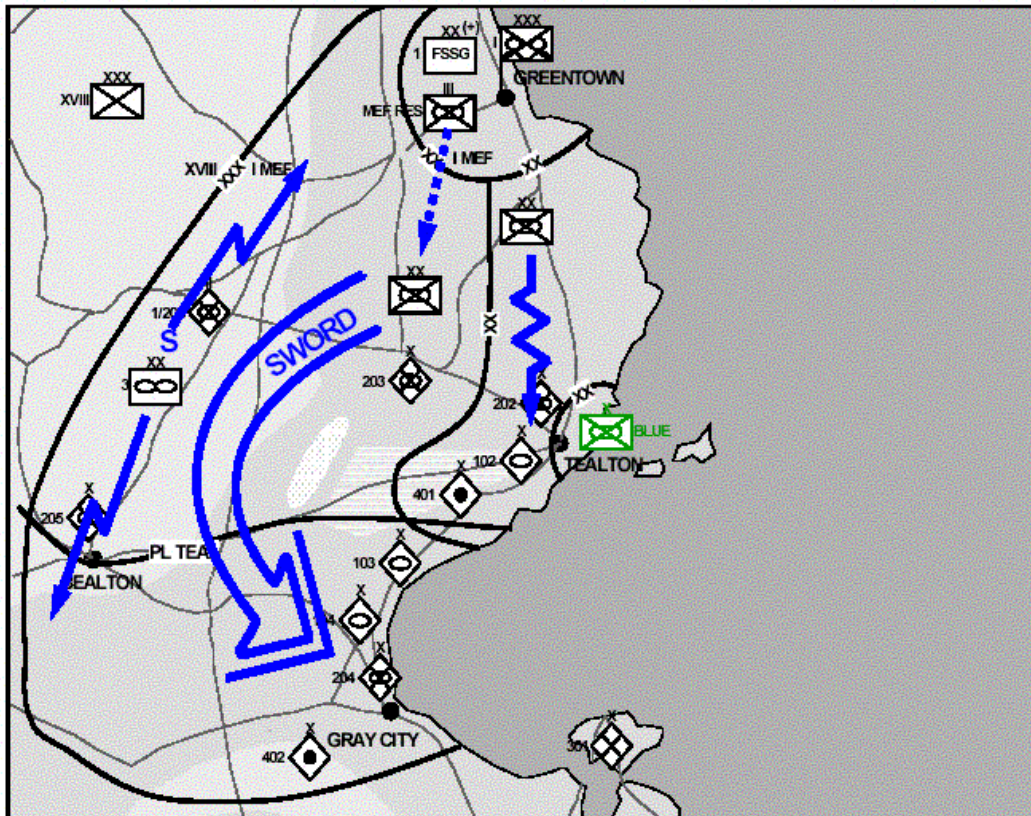 XX (+)
XXX
1 FSSG
I
GREENTOWN
XXX
XVIII
III
MEF RES
XVIII XXX I MEF
XX I MEF
XX
XX
XX
SWORD
1/20
S
XX
XX
3
X
203
X
202
XX
X
BLUE
TEALTON
X
102
X
401
X
205
PL TEA
SEALTON
X
103
X
4
X
204
GRAY CITY
X
402
X
301